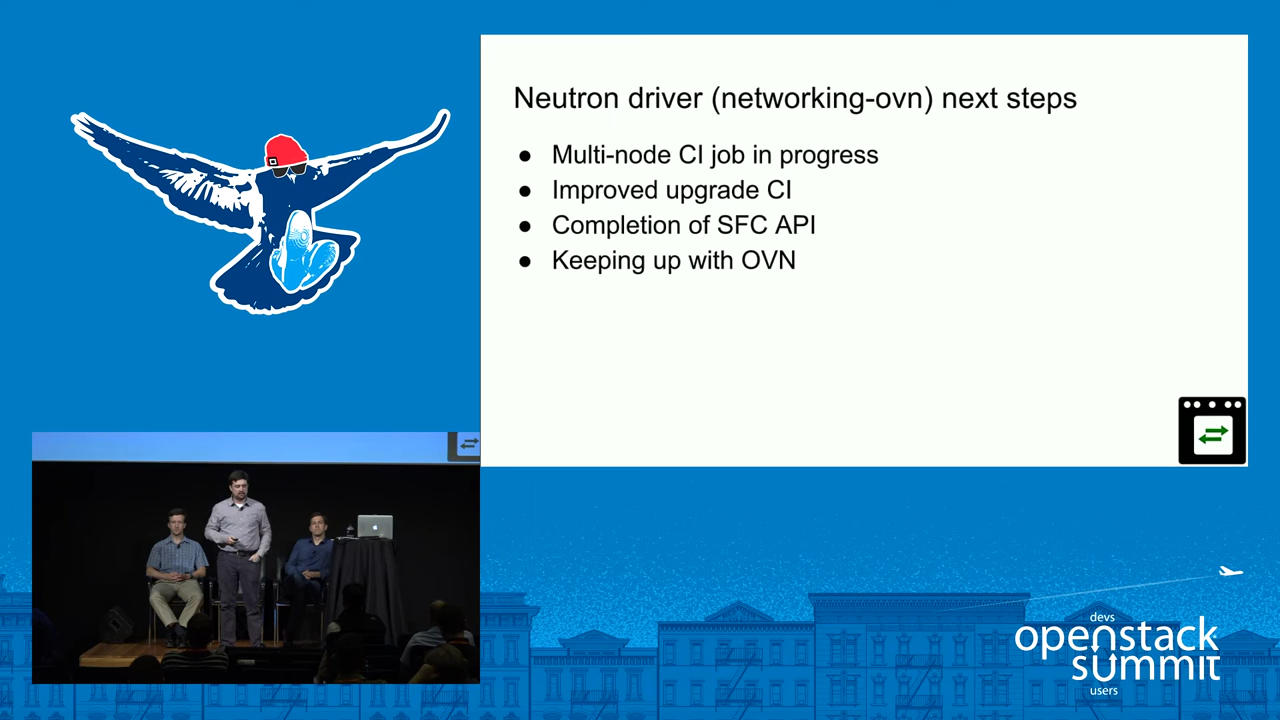 Neutron driver (networking-ovn) next steps
● Multi-node CI job in progress
● Improved upgrade CI
● Completion of SFC API
● Keeping up with OVN
devs
openstack
summit
users